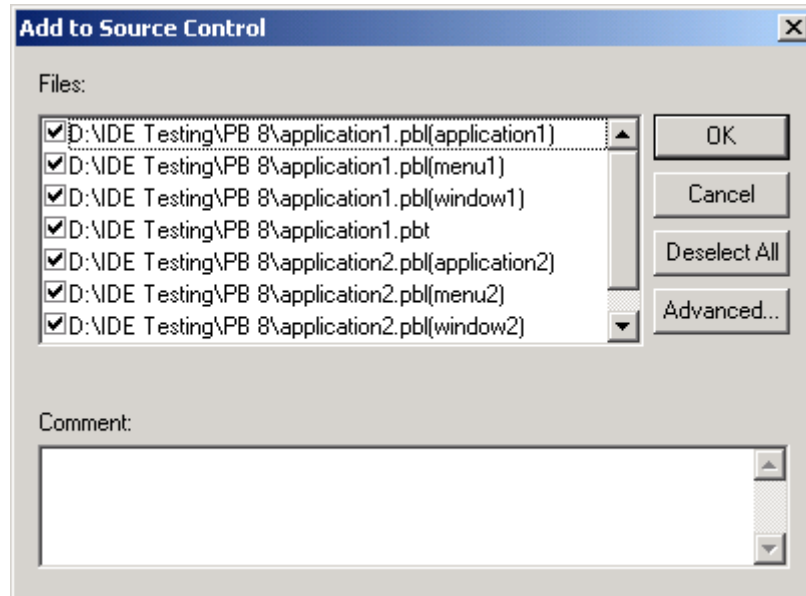 Add to Source Control
Files:
D:\IDE Testing\PB 8\application1.pbl(application1)
D:\IDE Testing\PB 8\application1.pbl(menu1)
D:\IDE Testing\PB 8\application1.pbl(window1)
D:\IDE Testing\PB 8\application1.pbt
D:\IDE Testing\PB 8\application2.pbl(application2)
D:\IDE Testing\PB 8\application2.pbl(menu2)
D:\IDE Testing\PB 8\application2.pbl(window2)
OK
Cancel
Deselect All
Advanced...
Comment: